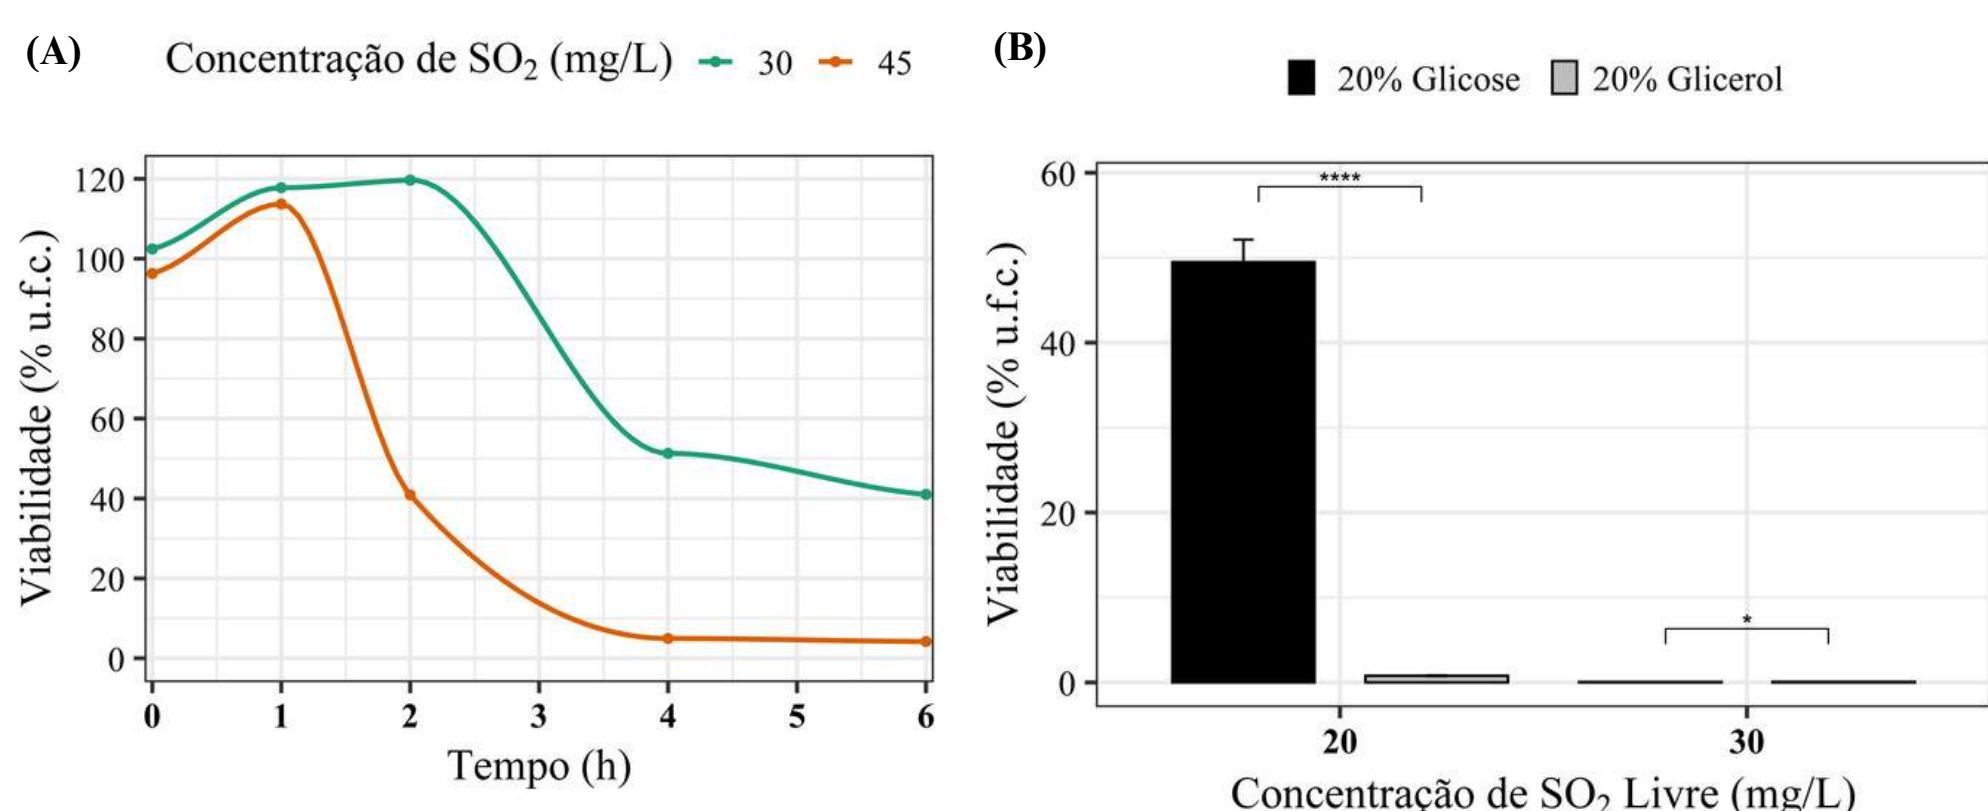 (A)
Concentração de SO₂ (mg/L) 30 45
Viabilidade (% u.f.c.)
120
100
80
60
40
20
0
0 1 2 3 4 5 6
Tempo (h)
(B)
20% Glicose 20% Glicerol
Viabilidade (% u.f.c.)
60
40
20
0
****
*
20 30
Concentração de SO₂ Livre (mg/L)